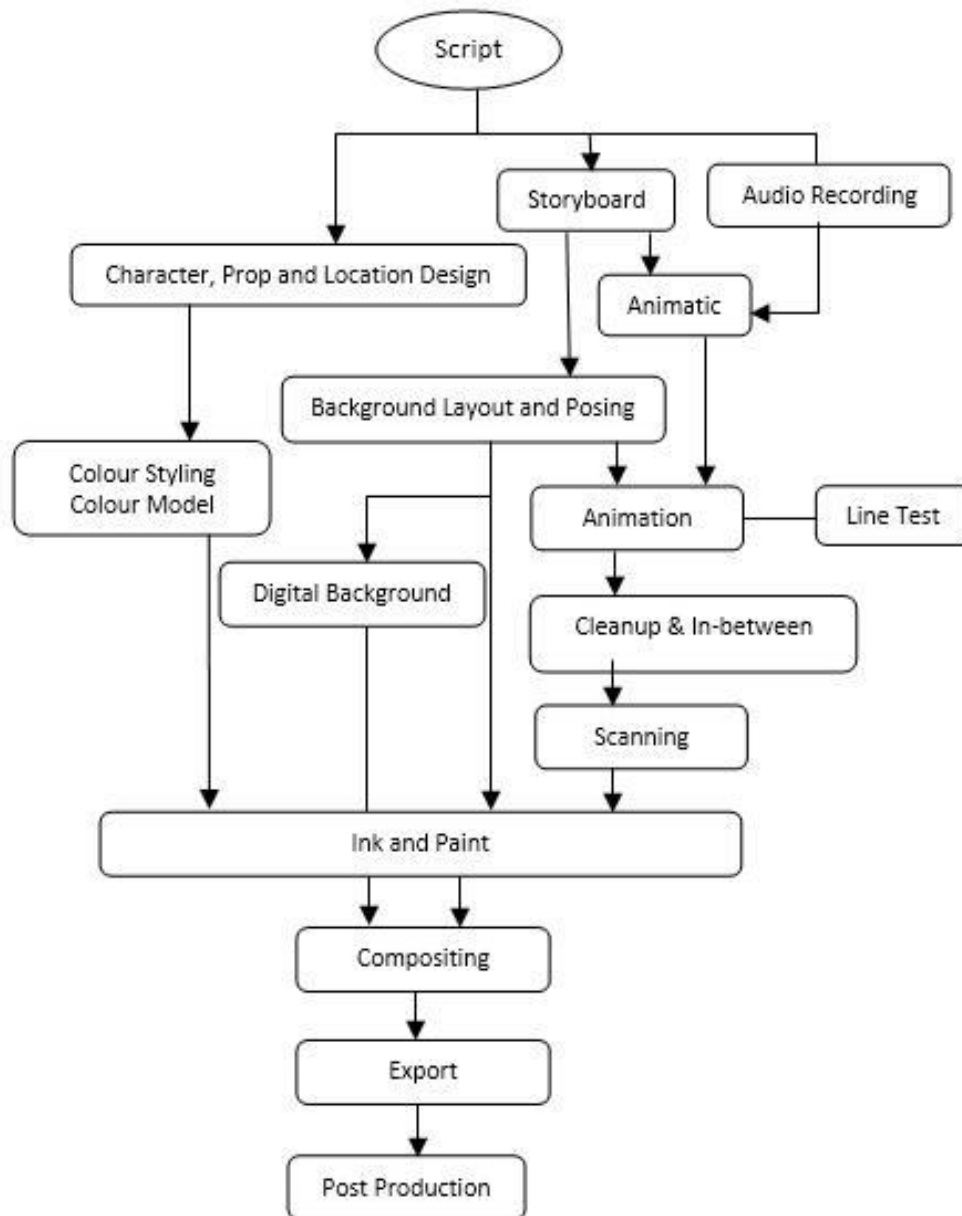 Script
Storyboard
Audio Recording
Character, Prop and Location Design
Animatic
Background Layout and Posing
Colour Styling
Colour Model
Animation
Line Test
Digital Background
Cleanup & In-between
Scanning
Ink and Paint
Compositing
Export
Post Production